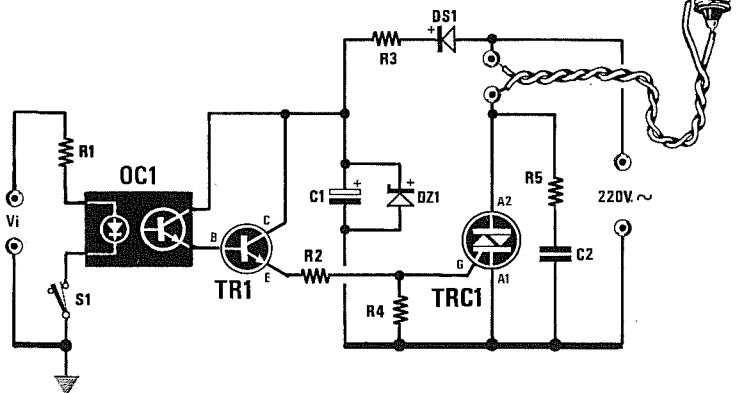 DS1
+
R3
R1
OC1
Vi
S1
B
C
E
TR1
R2
C1
+
+
DZ1
R4
G
A2
A1
TRC1
R5
C2
220V. ~